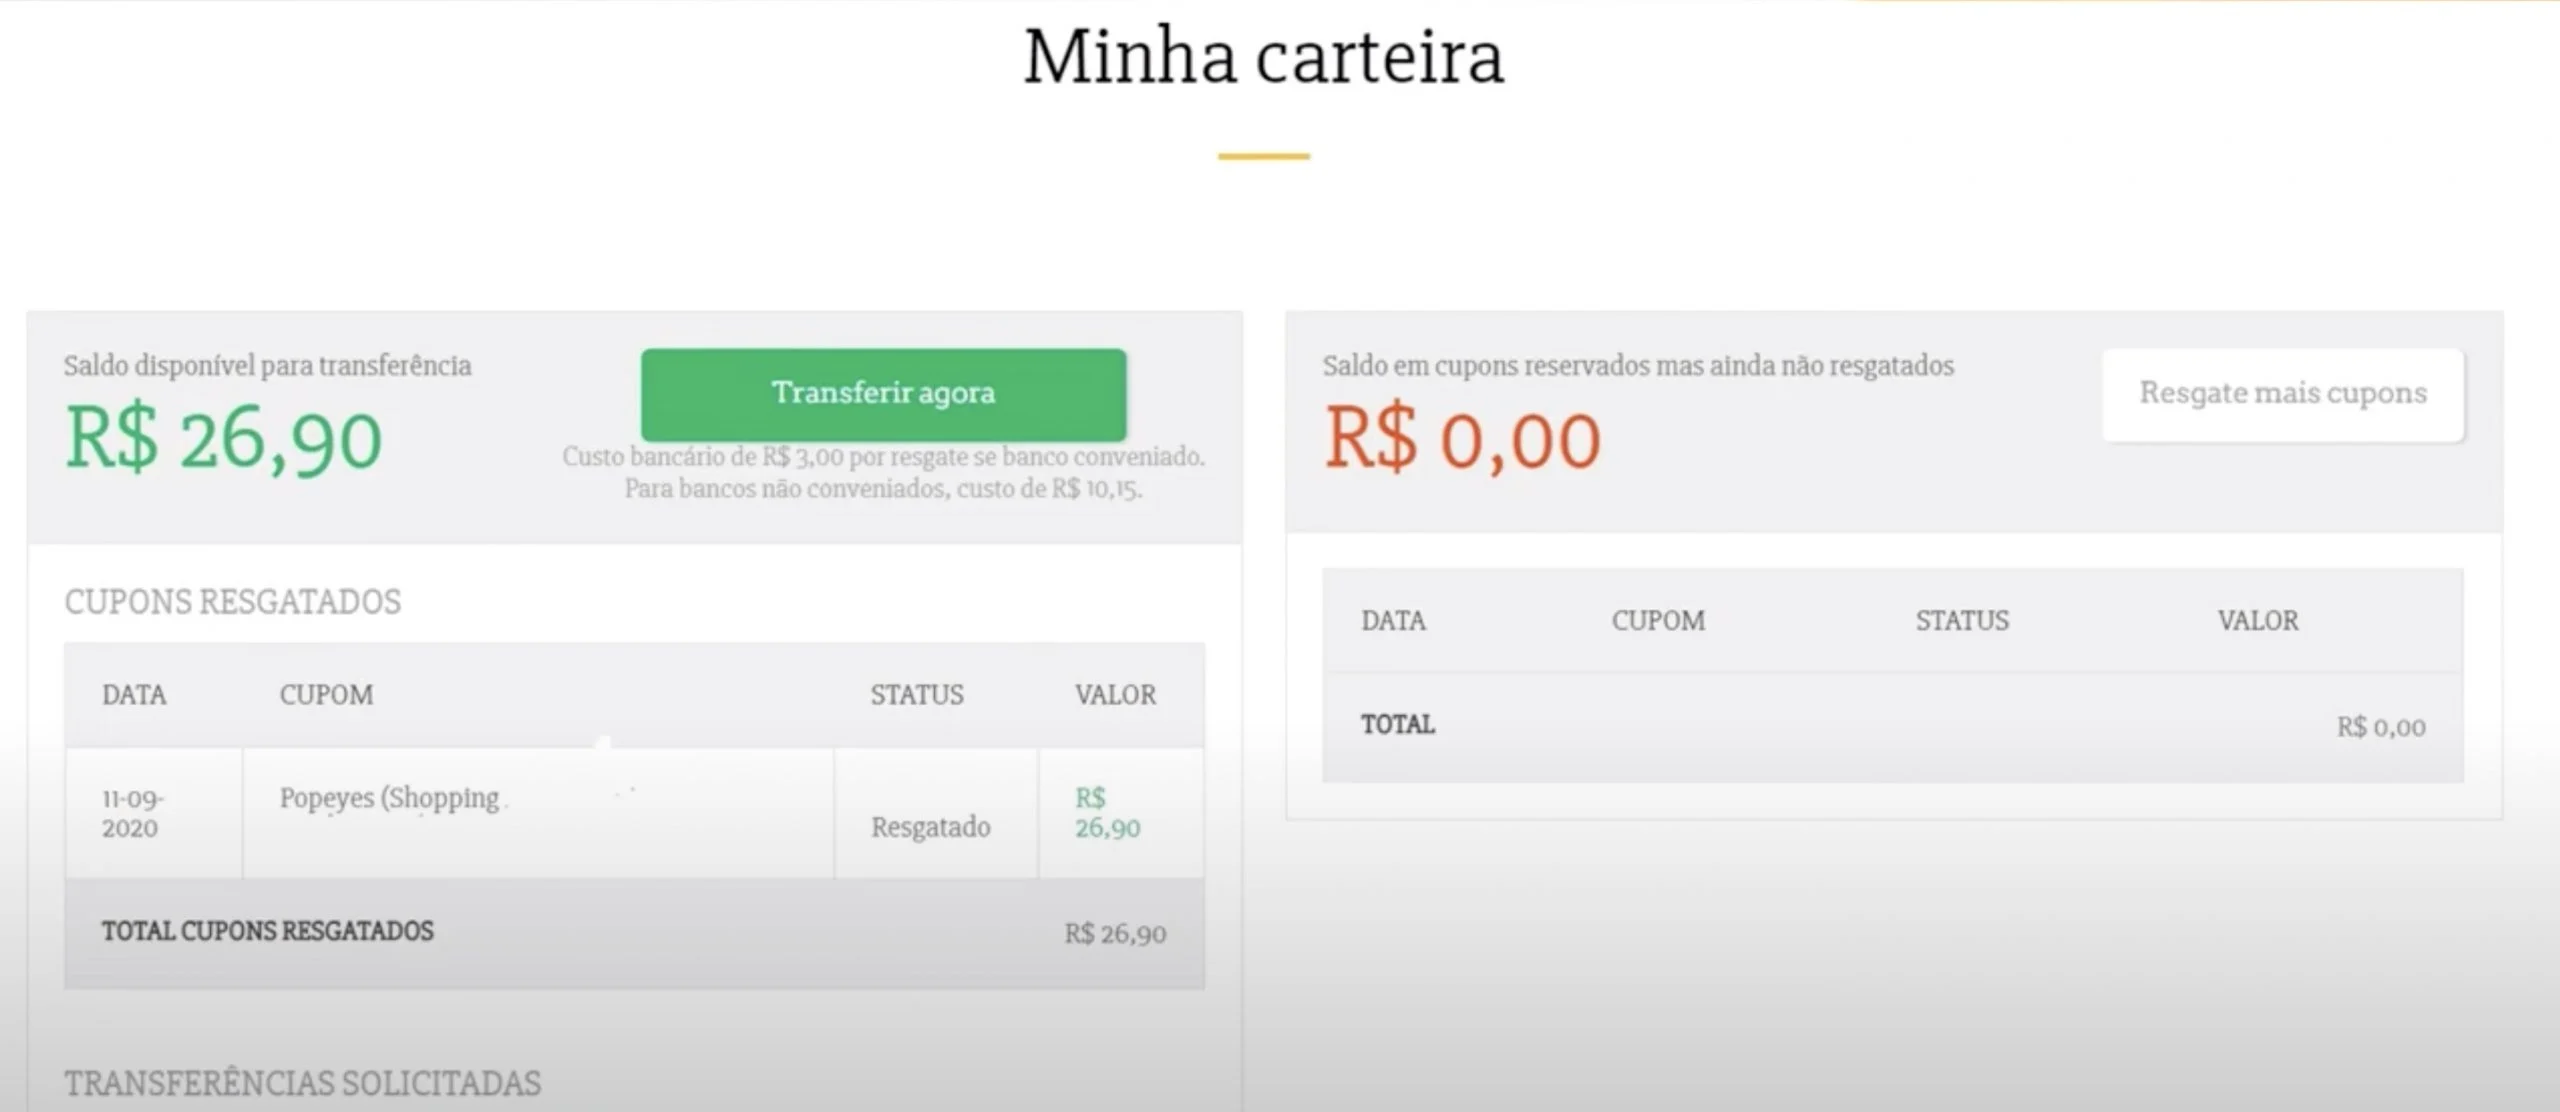 Minha carteira
Saldo disponível para transferência
R$ 26,90
Transferir agora
Custo bancário de R$ 3,00 por resgate se banco conveniado.
Para bancos não conveniados, custo de R$ 10,15.
CUPONS RESGATADOS
DATA CUPOM STATUS VALOR
11-09-
2020
Popeyes (Shopping
Resgatado
R$
26,90
TOTAL CUPONS RESGATADOS R$ 26,90
TRANSFERÊNCIAS SOLICITADAS
Saldo em cupons reservados mas ainda não resgatados
R$ 0,00
Resgate mais cupons
DATA CUPOM STATUS VALOR
TOTAL R$ 0,00